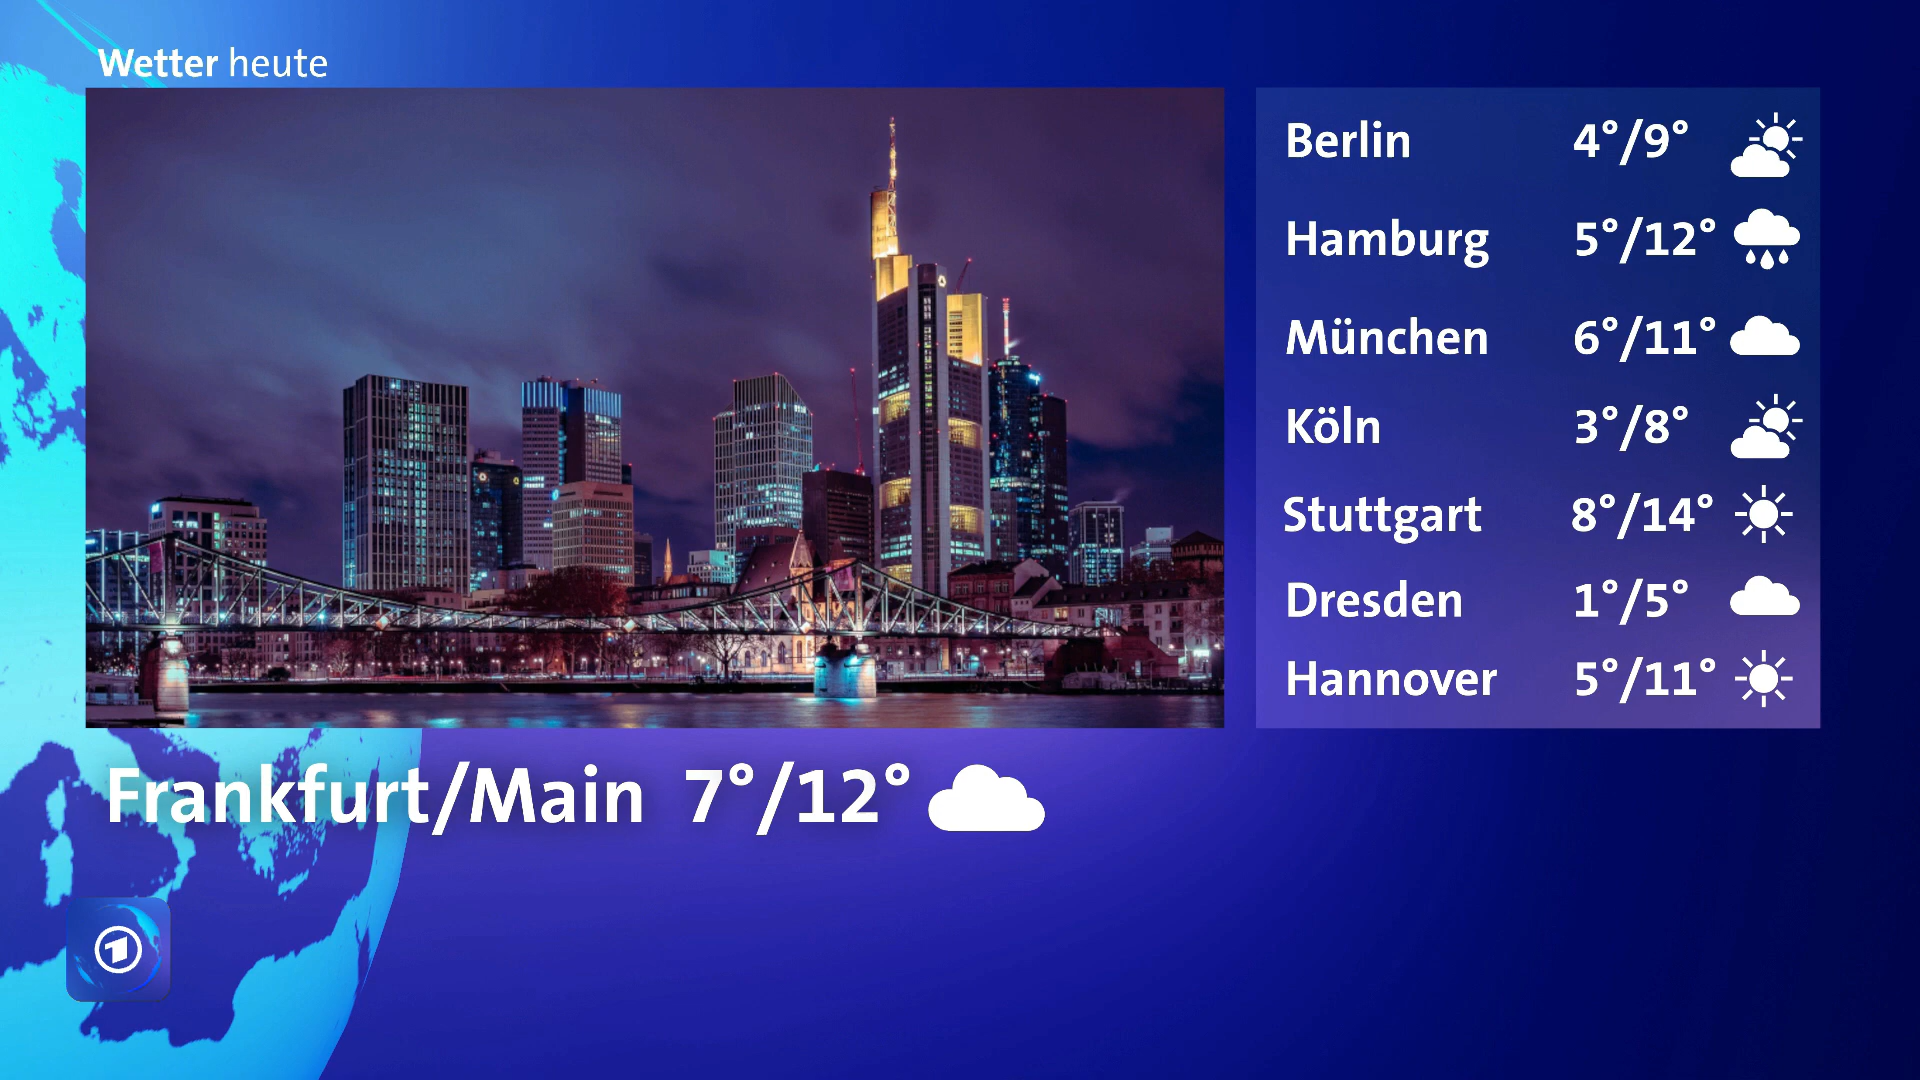 Wetter heute
Berlin 4°/9°
Hamburg 5°/12°
München 6°/11°
Köln 3°/8°
Stuttgart 8°/14°
Dresden 1°/5°
Hannover 5°/11°
Frankfurt/Main 7°/12°
1